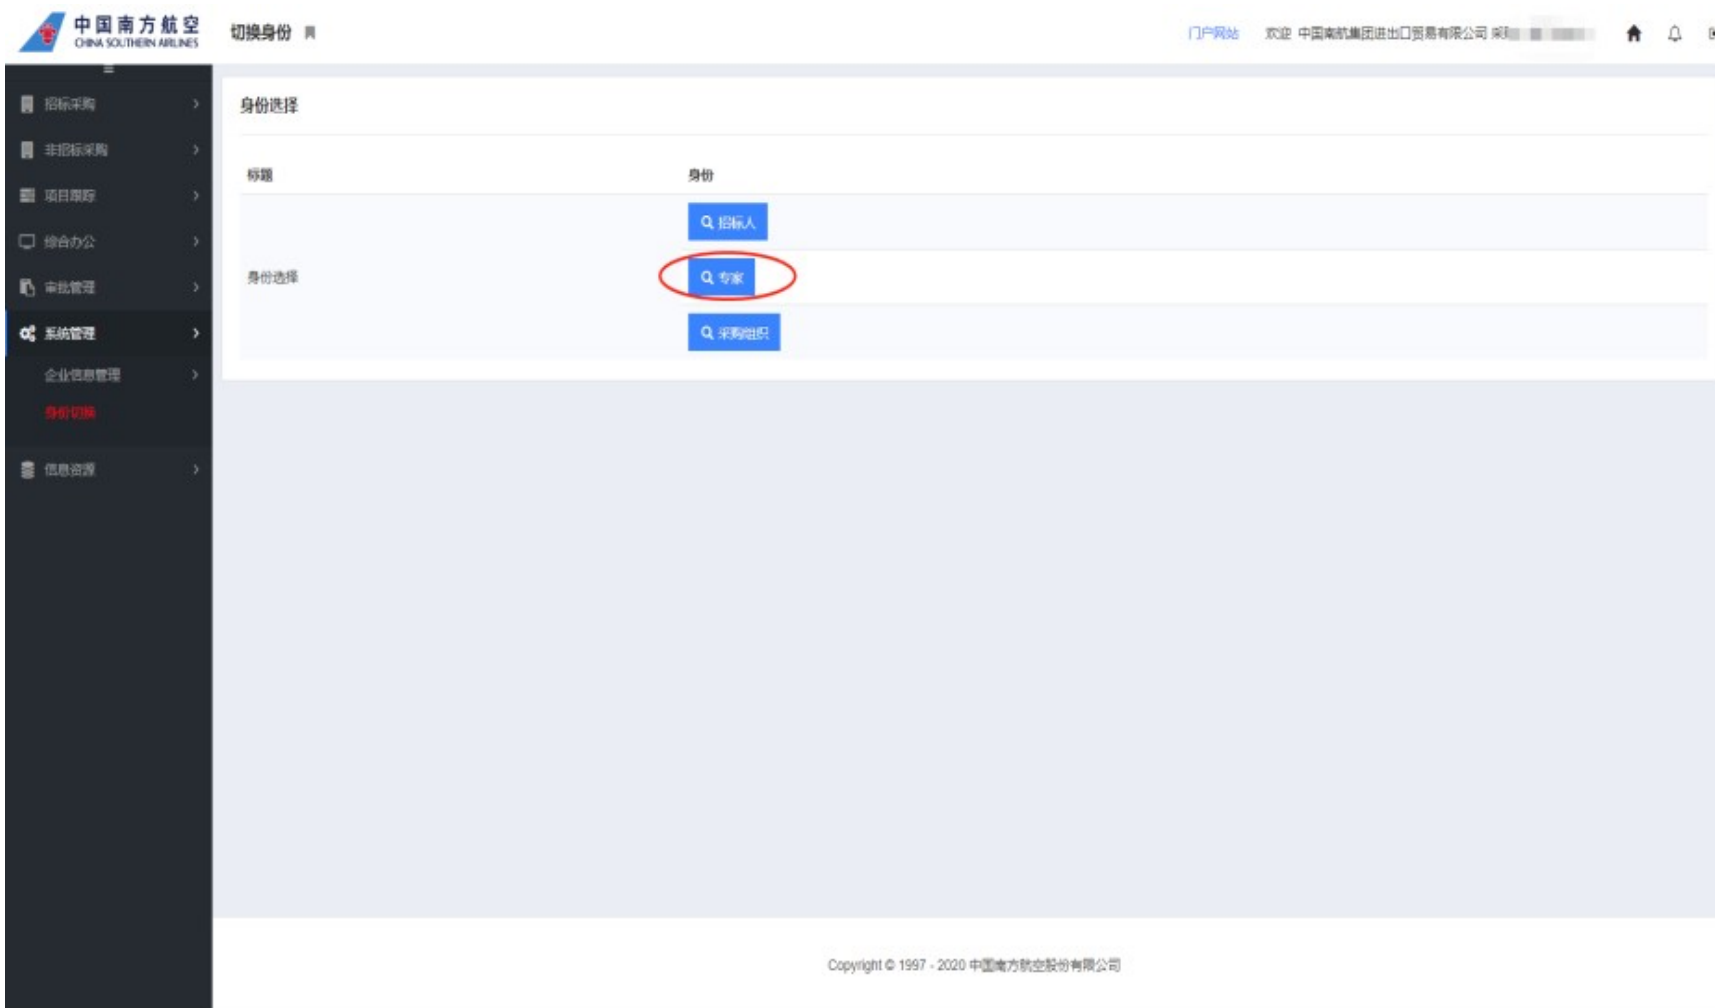 中国南方航空
CHINA SOUTHERN AIRLINES
切换身份
门户网站 欢迎 中国南航集团进出口贸易有限公司
招标采购
非招标采购
项目跟踪
综合办公
审批管理
系统管理
企业信息管理
身份切换
信息资源
身份选择
标题 身份
招标人
身份选择 专家
采购组织
Copyright © 1997 - 2020 中国南方航空股份有限公司